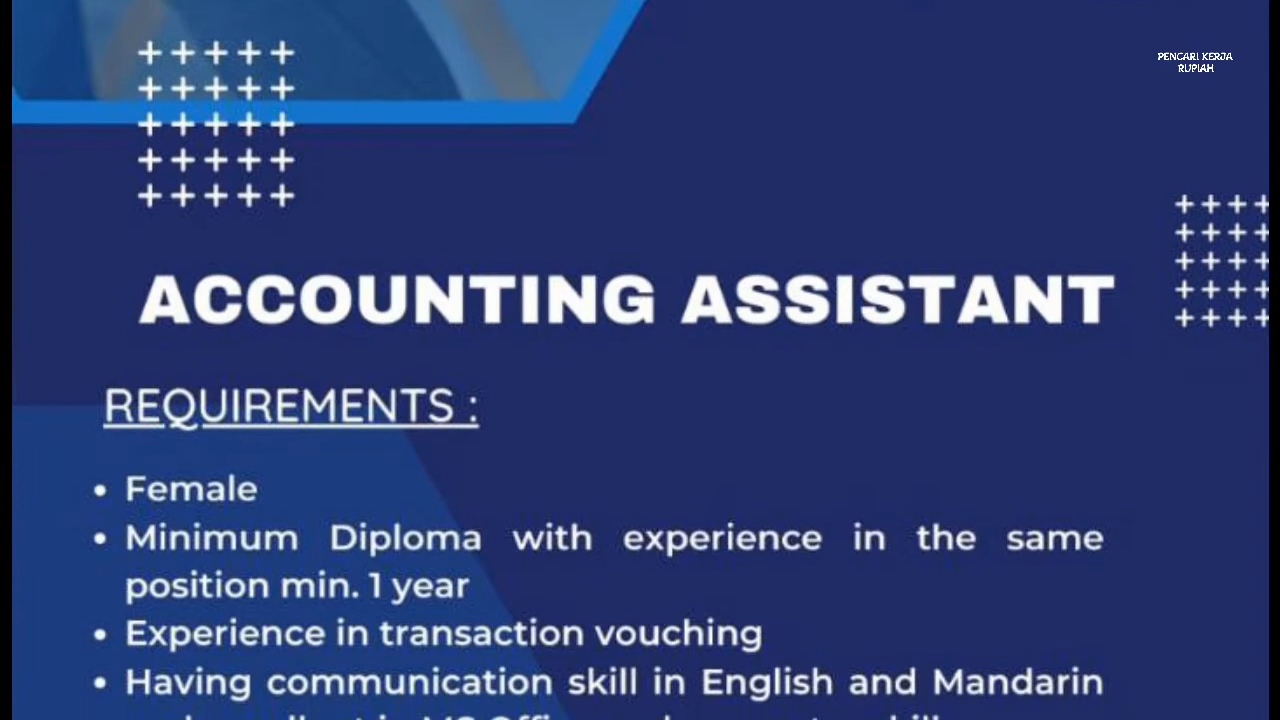 PENCARI KERJA
RUPIAH
ACCOUNTING ASSISTANT
REQUIREMENTS :
• Female
• Minimum Diploma with experience in the same
position min. 1 year
• Experience in transaction vouching
• Having communication skill in English and Mandarin